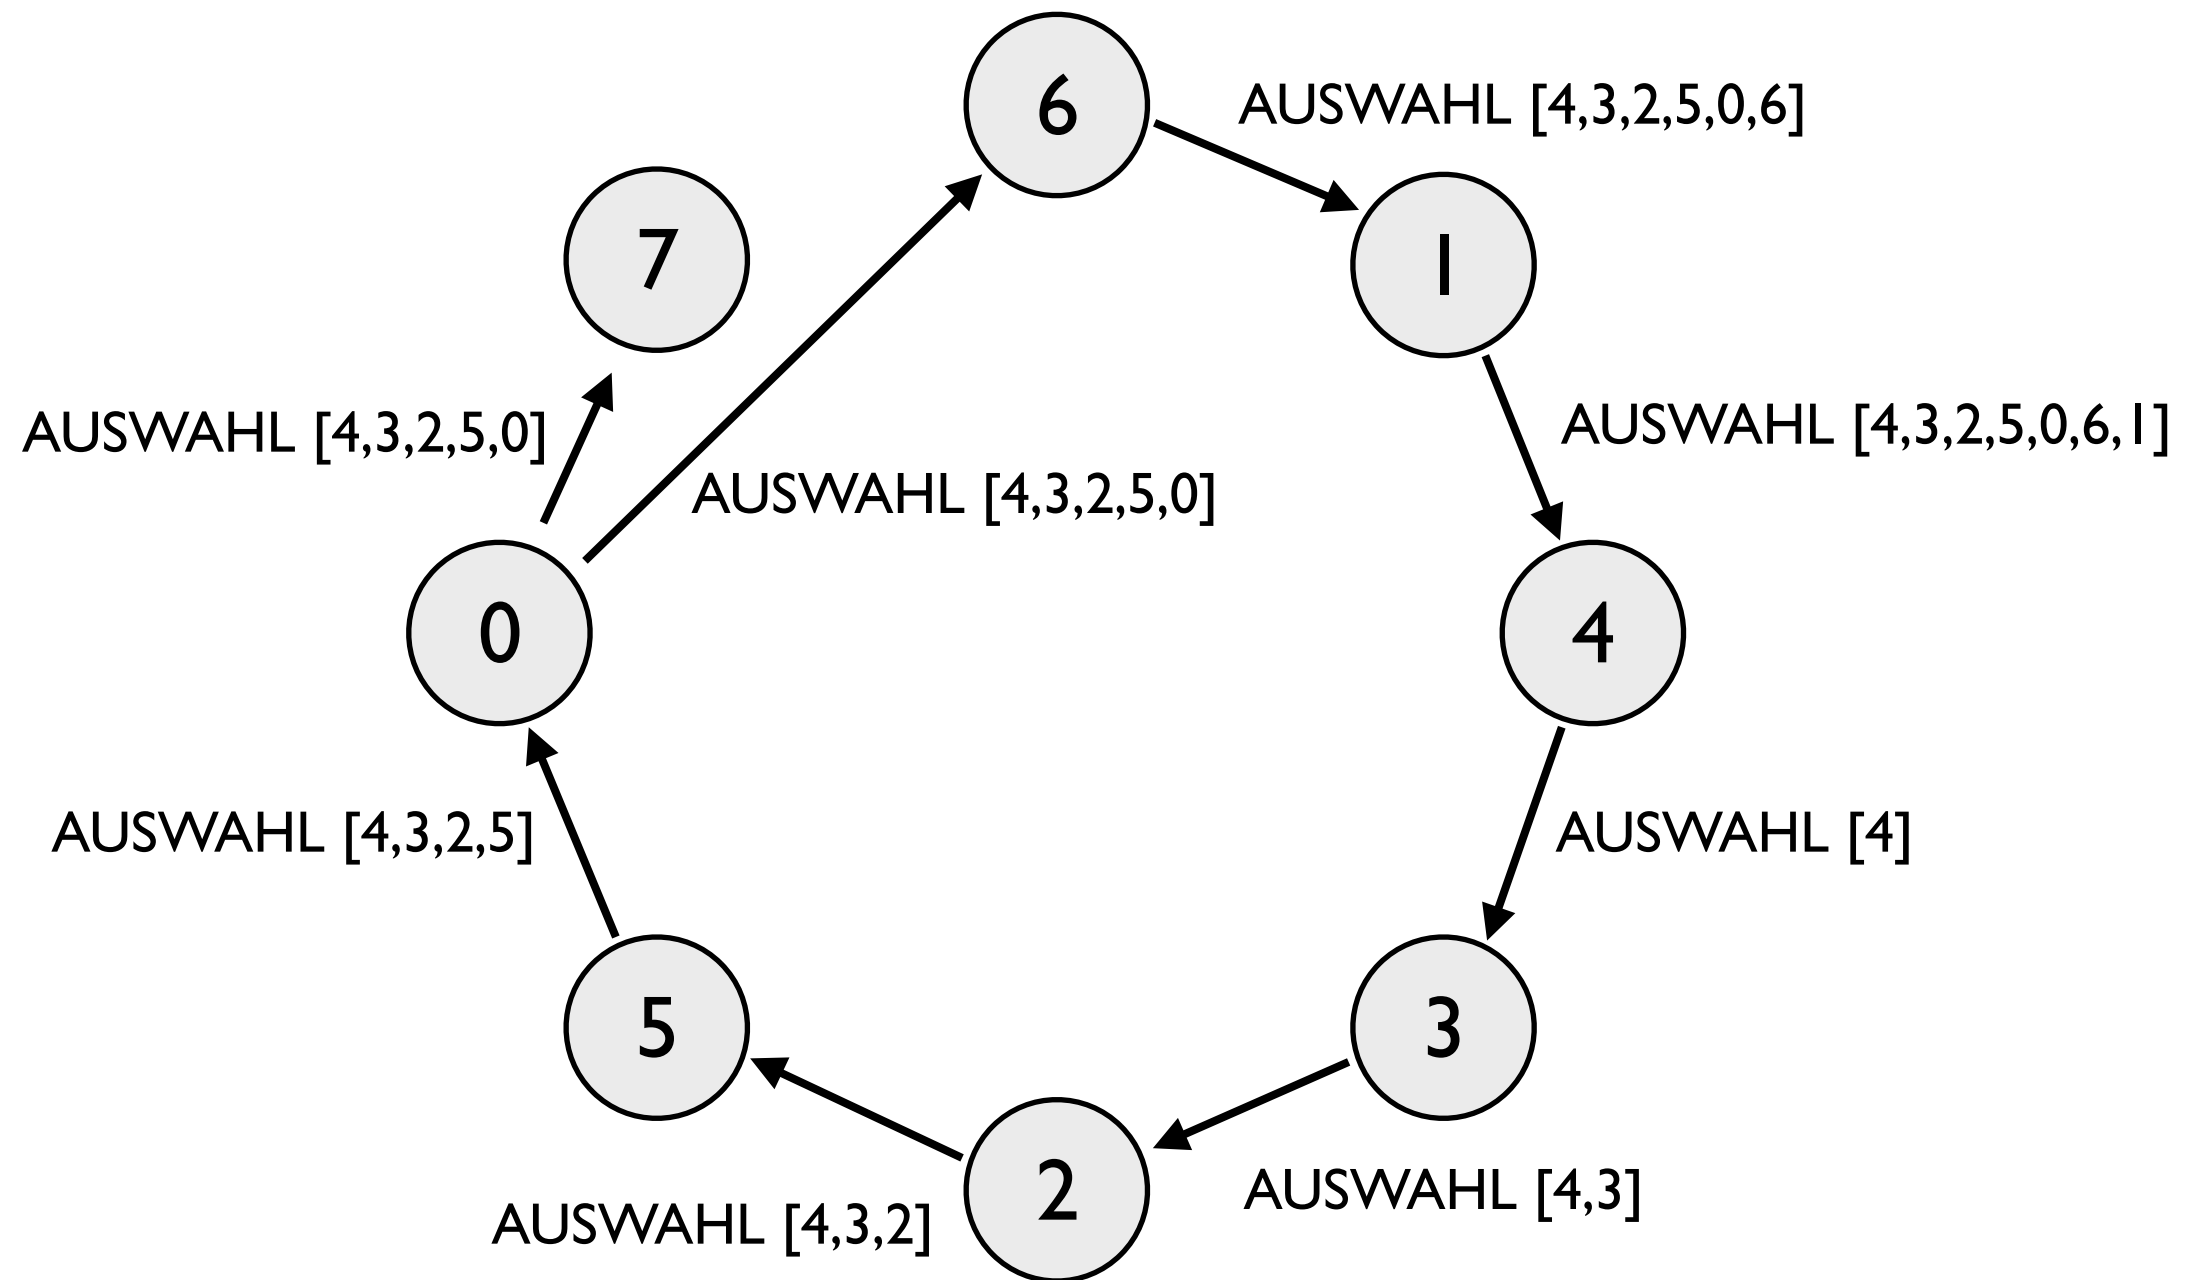 6
AUSWAHL [4,3,2,5,0,6]
7
1
AUSWAHL [4,3,2,5,0]
AUSWAHL [4,3,2,5,0,6,1]
AUSWAHL [4,3,2,5,0]
0
4
AUSWAHL [4,3,2,5]
AUSWAHL [4]
5
3
2
AUSWAHL [4,3]
AUSWAHL [4,3,2]